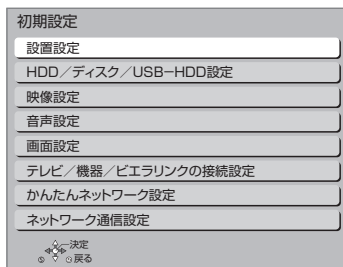 初期設定
設置設定
HDD／ディスク／USB−HDD設定
映像設定
音声設定
画面設定
テレビ／機器／ビエラリンクの接続設定
かんたんネットワーク設定
ネットワーク通信設定
決定
戻る